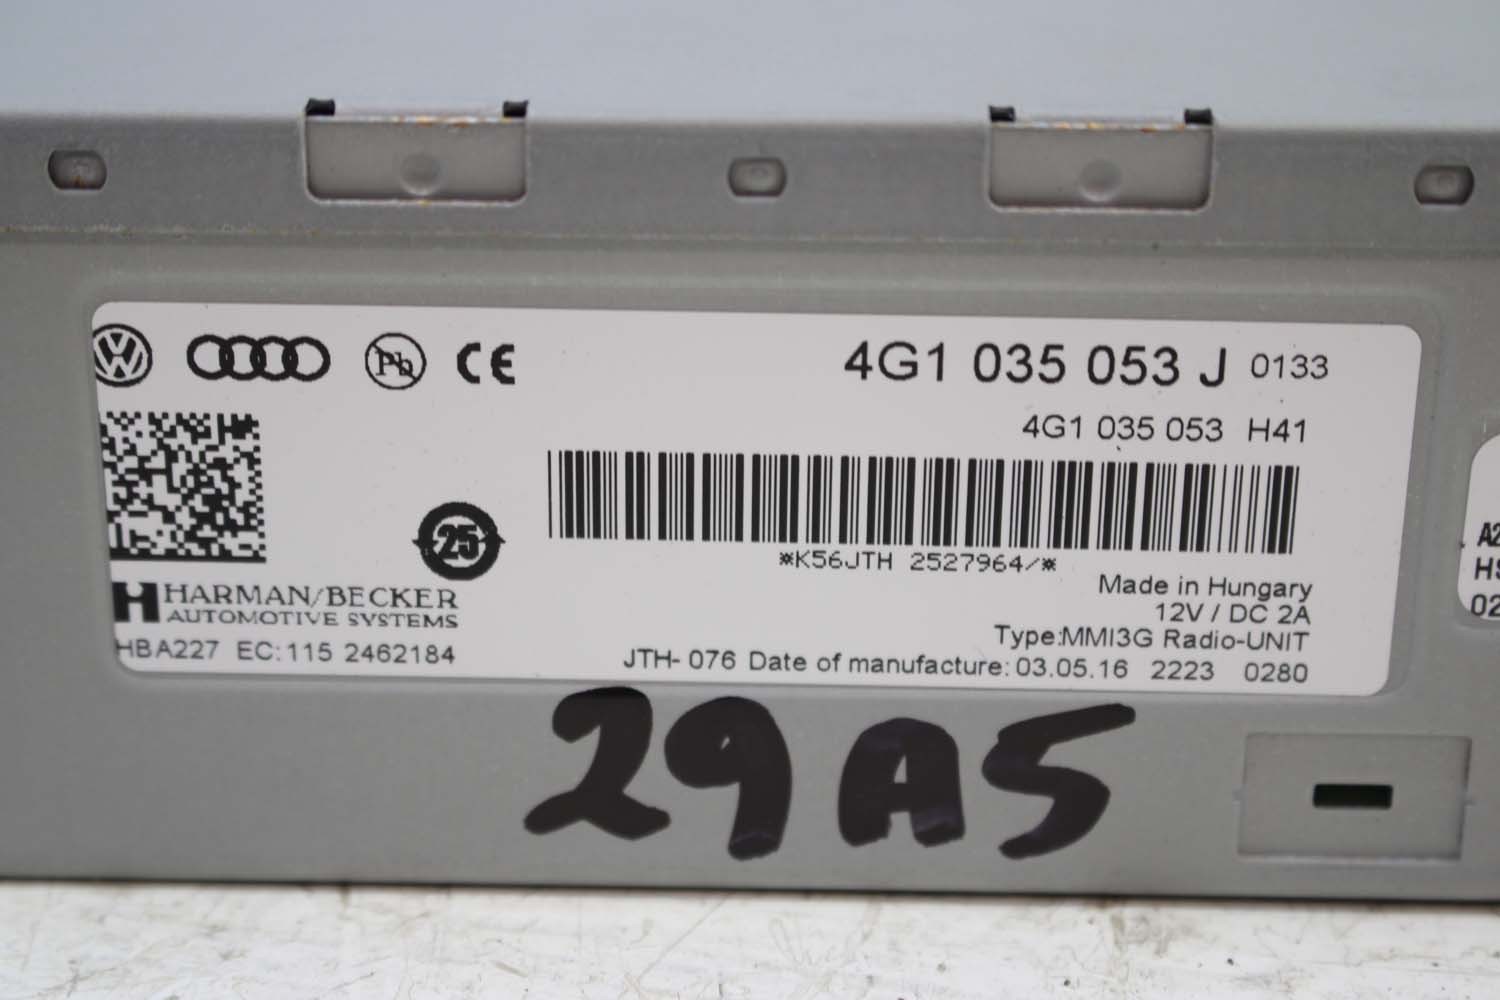 Pb CE
4G1 035 053 J 0133
4G1 035 053 H41
25
*K56JTH 2527964/*
HARMAN/BECKER
AUTOMOTIVE SYSTEMS
HBA227 EC:115 2462184
Made in Hungary
12V / DC 2A
Type:MMI3G Radio-UNIT
JTH-076 Date of manufacture:03.05.16 2223 0280
29A5